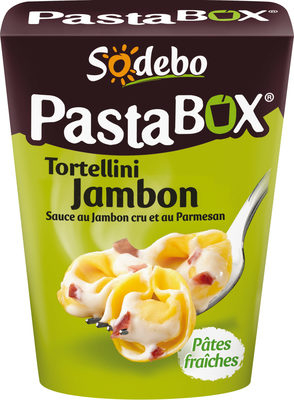 Sodebo
PastaBOX®
Tortellini
Jambon
Sauce au Jambon cru et au Parmesan
Pâtes
fraîches